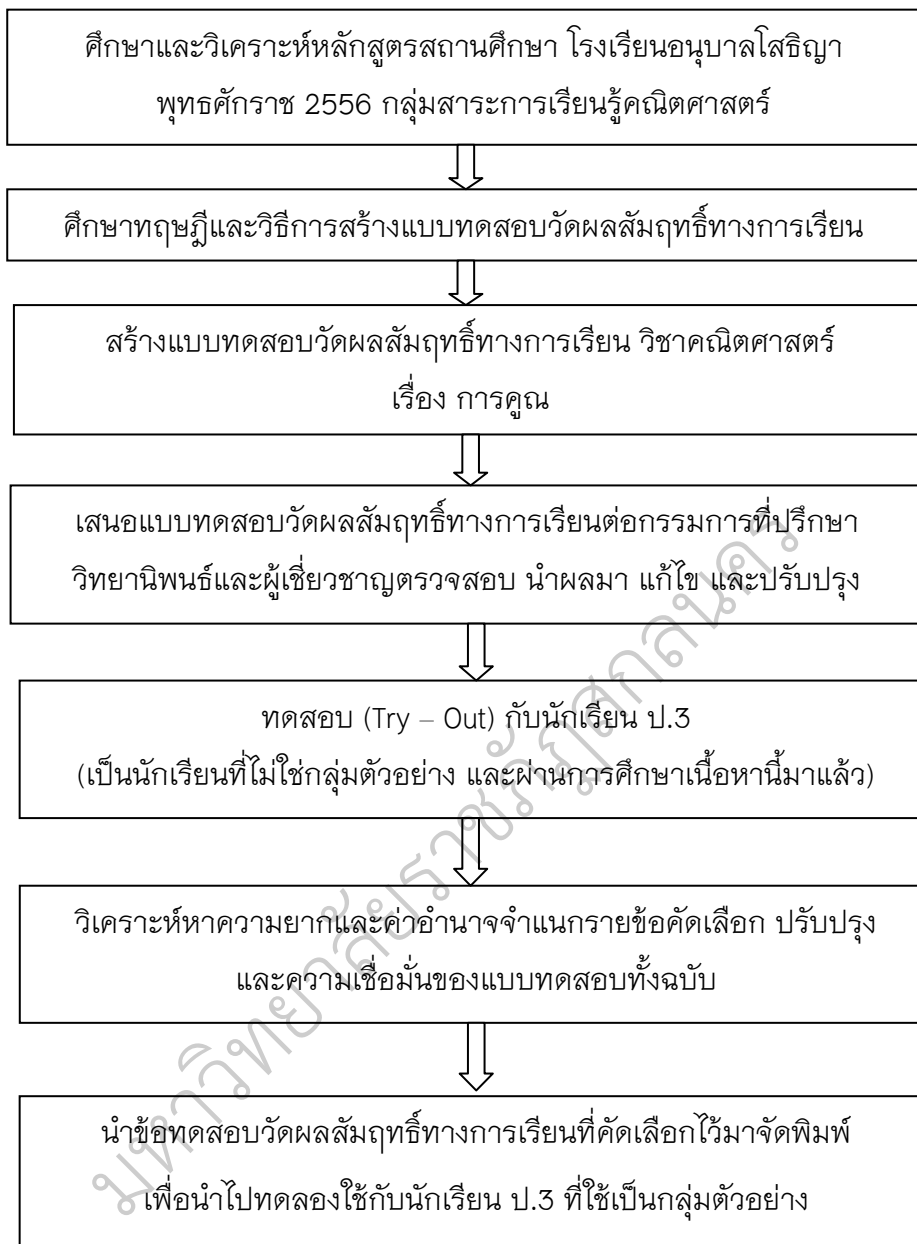 ศึกษาและวิเคราะห์หลักสูตรสถานศึกษา โรงเรียนอนุบาลโสธิญา
พุทธศักราช 2556 กลุ่มสาระการเรียนรู้คณิตศาสตร์
ศึกษาทฤษฎีและวิธีการสร้างแบบทดสอบวัดผลสัมฤทธิ์ทางการเรียน
สร้างแบบทดสอบวัดผลสัมฤทธิ์ทางการเรียน วิชาคณิตศาสตร์
เรื่อง การคูณ
เสนอแบบทดสอบวัดผลสัมฤทธิ์ทางการเรียนต่อกรรมการที่ปรึกษา
วิทยานิพนธ์และผู้เชี่ยวชาญตรวจสอบ นำผลมา แก้ไข และปรับปรุง
ทดสอบ (Try – Out) กับนักเรียน ป.3
(เป็นนักเรียนที่ไม่ใช่กลุ่มตัวอย่าง และผ่านการศึกษาเนื้อหานี้มาแล้ว)
วิเคราะห์หาความยากและค่าอำนาจจำแนกรายข้อคัดเลือก ปรับปรุง
และความเชื่อมั่นของแบบทดสอบทั้งฉบับ
นำข้อทดสอบวัดผลสัมฤทธิ์ทางการเรียนที่คัดเลือกไว้มาจัดพิมพ์
เพื่อนำไปทดลองใช้กับนักเรียน ป.3 ที่ใช้เป็นกลุ่มตัวอย่าง
มหาวิทยาลัยราชภัฏสกลนคร